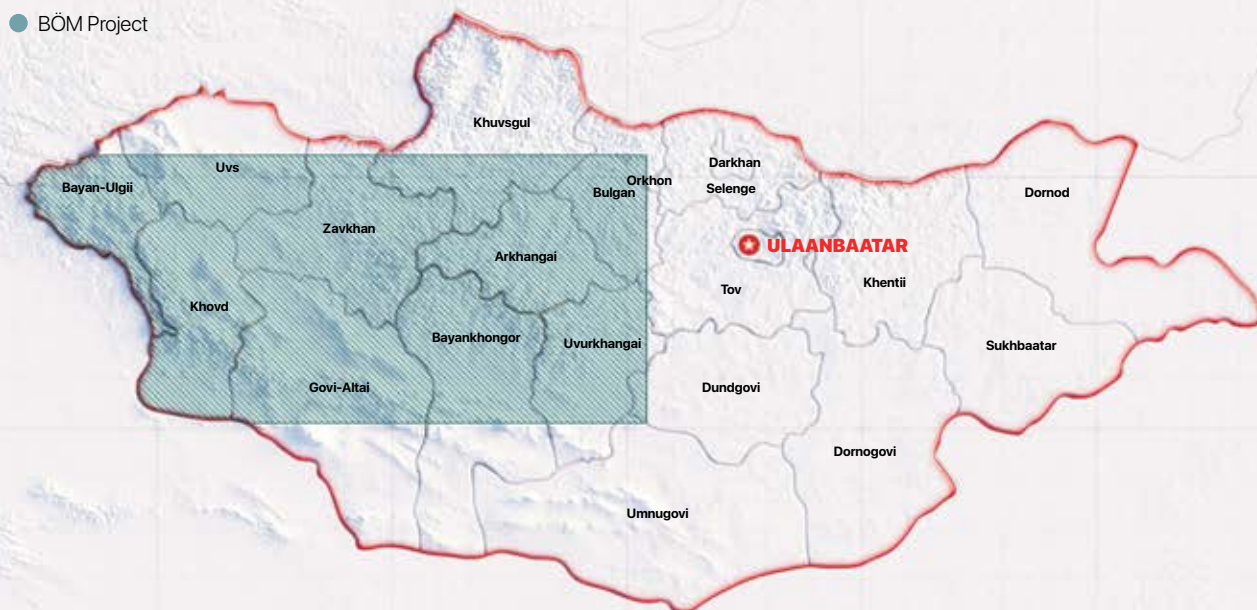 BÖM Project
Khuvsgul
Uvs
Darkhan
Bayan-Ulgii
Orkhon
Selenge
Bulgan
Dornod
Zavkhan
ULAANBAATAR
Arkhangai
Khentii
Tov
Khovd
Bayankhongor
Uvurkhangai
Sukhbaatar
Govi-Altai
Dundgovi
Dornogovi
Umnugovi